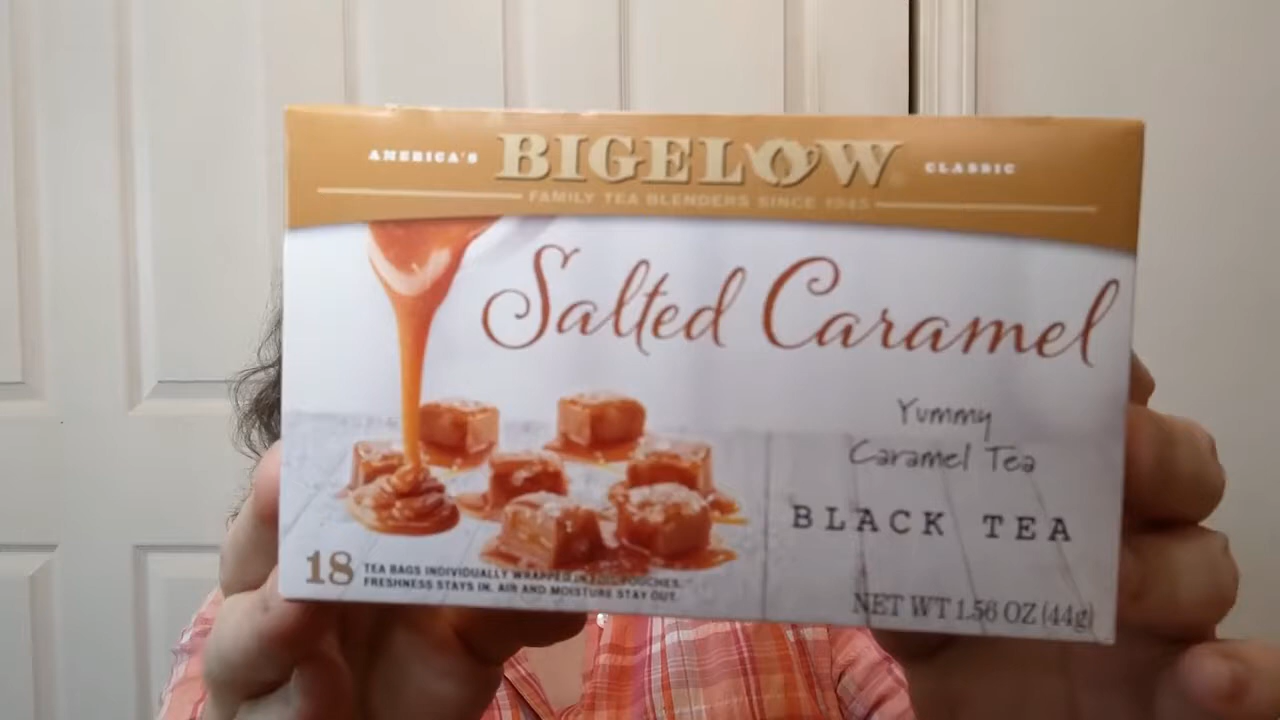 AMERICA'S BIGELOW CLASSIC
FAMILY TEA BLENDERS SINCE 1945
Salted Caramel
Yummy
Caramel Tea
BLACK TEA
18 TEA BAGS INDIVIDUALLY WRAPPED IN FOIL POUCHES.
FRESHNESS STAYS IN. AIR AND MOISTURE STAY OUT.
NET WT 1.56 OZ (44g)